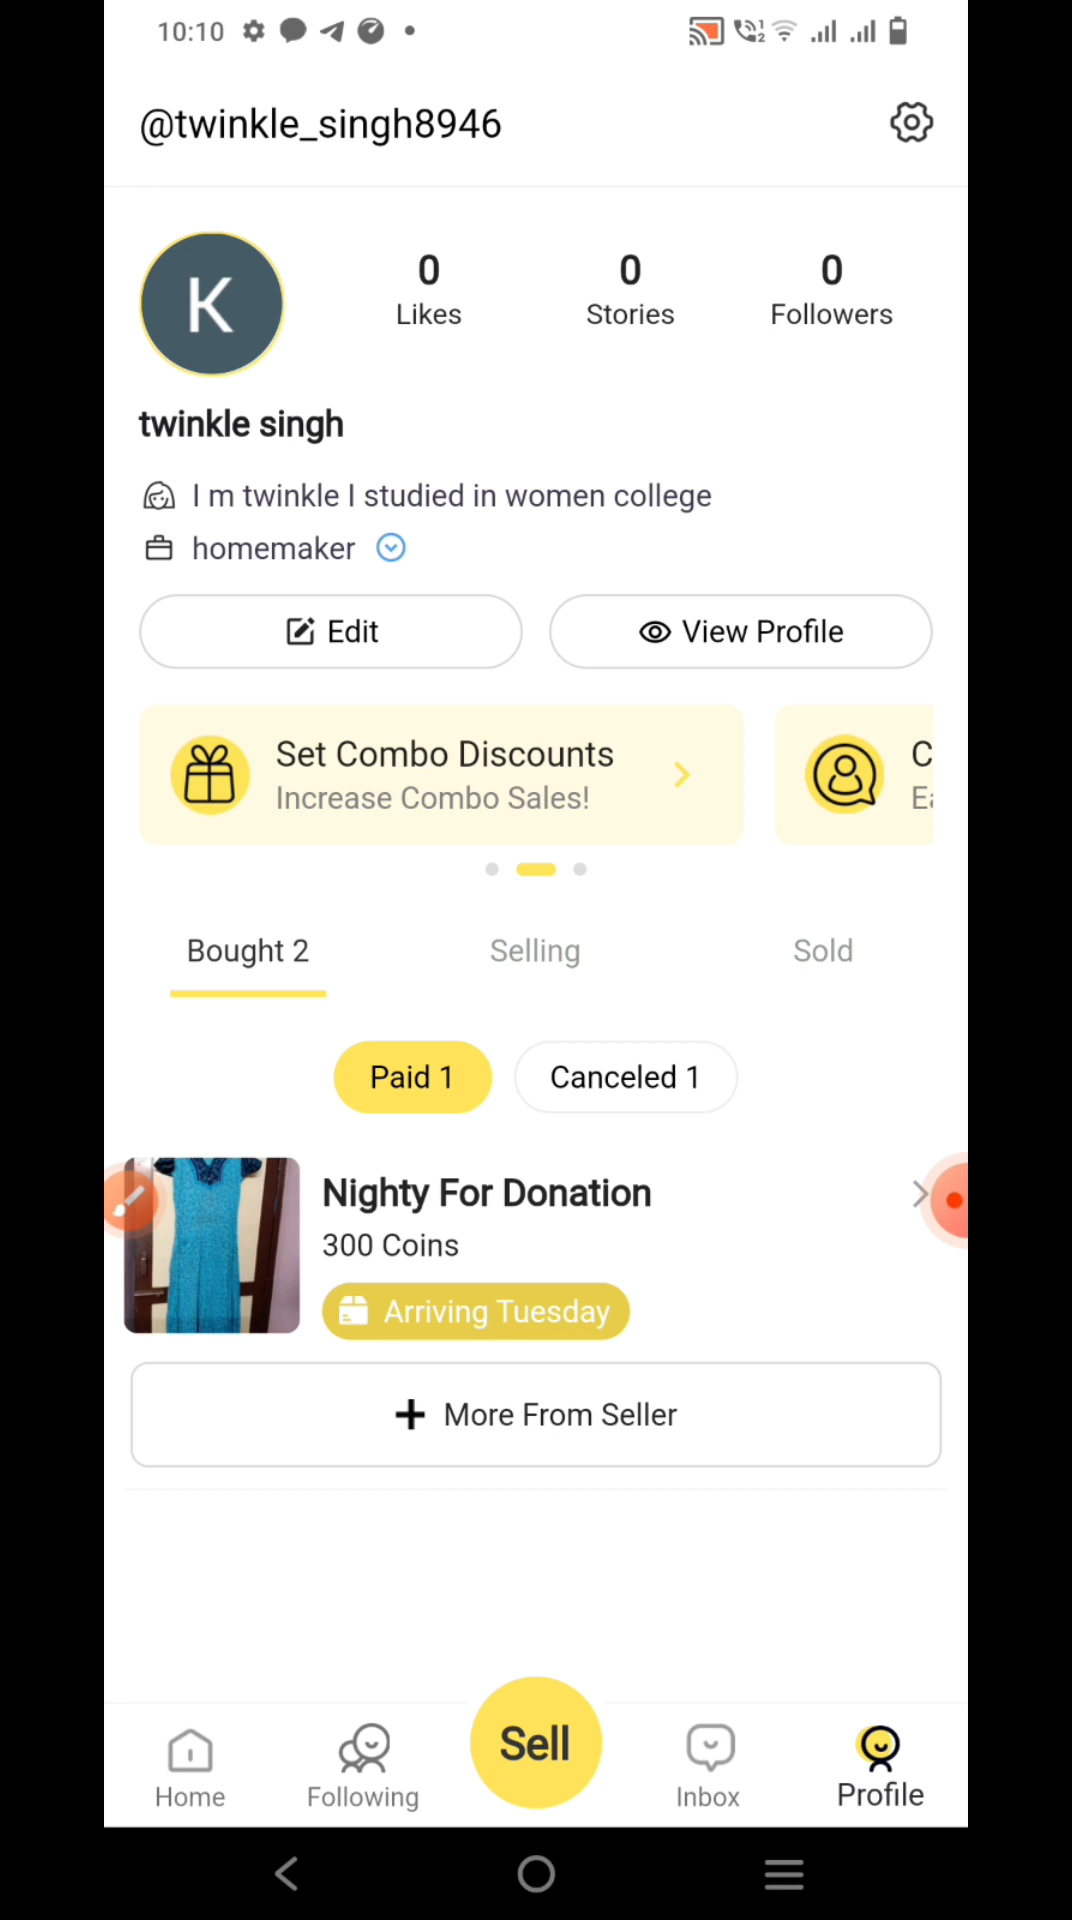 10:10
@twinkle_singh8946
K
0 0 0
Likes Stories Followers
twinkle singh
I m twinkle I studied in women college
homemaker
Edit View Profile
Set Combo Discounts C
Increase Combo Sales!
Bought 2 Selling Sold
Paid 1 Canceled 1
Nighty For Donation
300 Coins
Arriving Tuesday
+ More From Seller
Sell
Home Following Inbox Profile